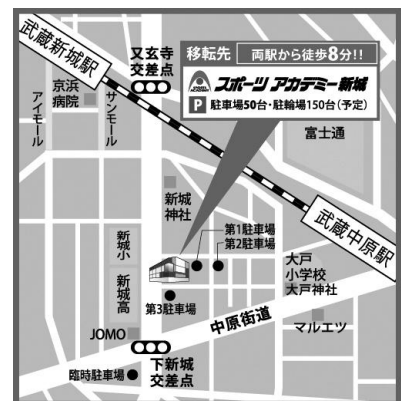 武蔵新城駅
又玄寺
交差点
移転先
両駅から徒歩8分!!
スポーツ アカデミー新城
P 駐車場50台・駐輪場150台(予定)
京浜
病院
アイモール
サンモール
富士通
新城
神社
武蔵中原駅
第1駐車場
第2駐車場
新城小
新城高
大戸
小学校
大戸神社
第3駐車場
中原街道
マルエツ
JOMO
下新城
交差点
臨時駐車場